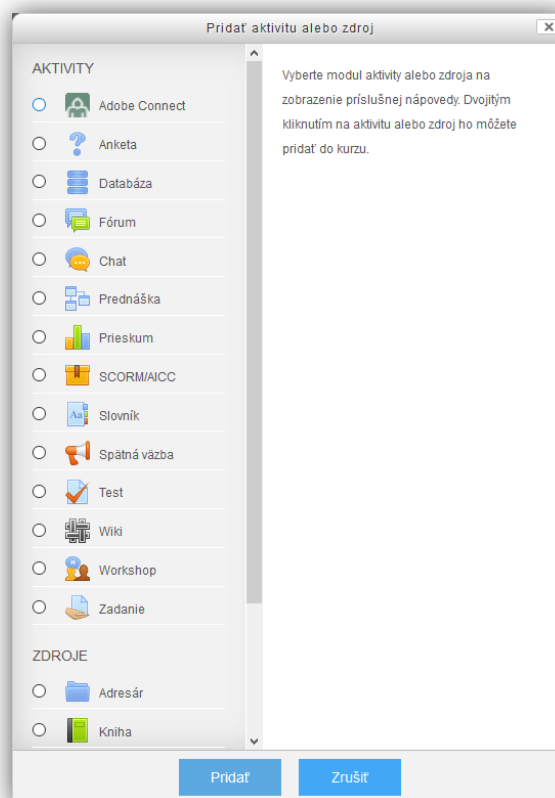 Pridať aktivitu alebo zdroj
AKTIVITY
Adobe Connect
Anketa
Databáza
Fórum
Chat
Prednáška
Prieskum
SCORM/AICC
Slovník
Spätná väzba
Test
Wiki
Workshop
Zadanie
ZDROJE
Adresár
Kniha
Vyberte modul aktivity alebo zdroja na
zobrazenie príslušnej nápovedy. Dvojitým
kliknutím na aktivitu alebo zdroj ho môžete
pridať do kurzu.
Pridať
Zrušiť